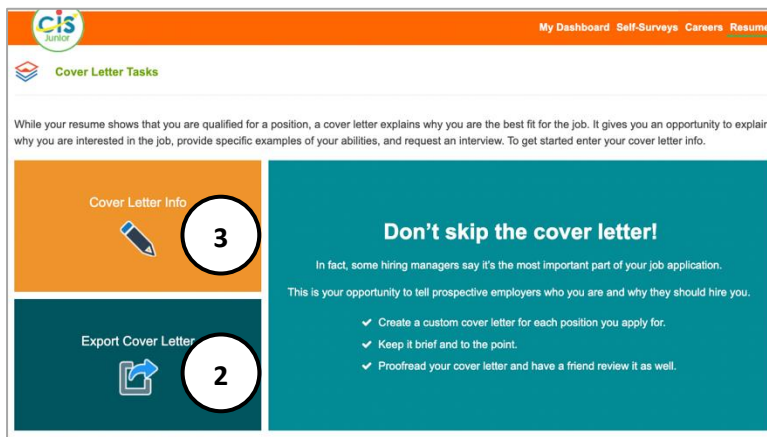 CiS
Junior
My Dashboard Self-Surveys Careers Resume
Cover Letter Tasks
While your resume shows that you are qualified for a position, a cover letter explains why you are the best fit for the job. It gives you an opportunity to explain
why you are interested in the job, provide specific examples of your abilities, and request an interview. To get started enter your cover letter info.
Cover Letter Info
3
Export Cover Letter
2
Don't skip the cover letter!
In fact, some hiring managers say it's the most important part of your job application.
This is your opportunity to tell prospective employers who you are and why they should hire you.
✔ Create a custom cover letter for each position you apply for.
✔ Keep it brief and to the point.
✔ Proofread your cover letter and have a friend review it as well.